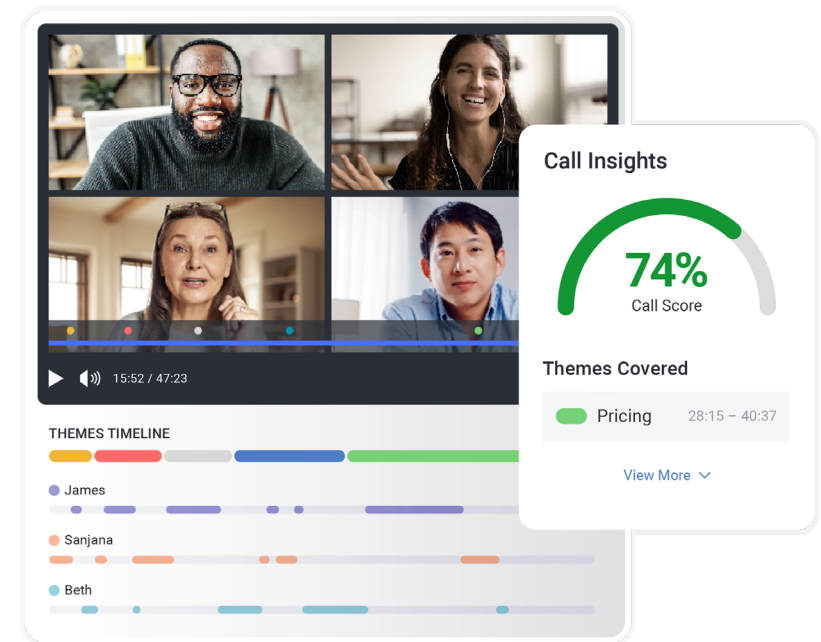 15:52 / 47:23
THEMES TIMELINE
James
Sanjana
Beth
Call Insights
74%
Call Score
Themes Covered
Pricing 28:15 – 40:37
View More